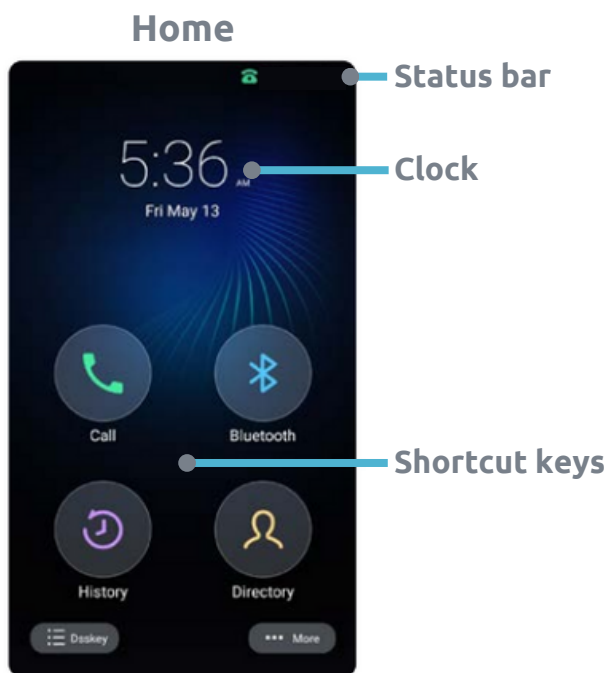 Home
Status bar
5:36 AM
Clock
Fri May 13
Call
Bluetooth
Shortcut keys
History
Directory
Dsskey
More